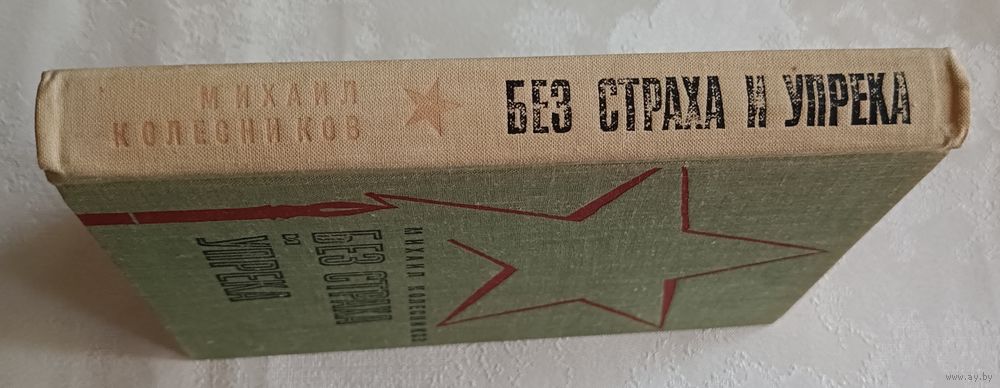 МИХАИЛ
КОЛЕСНИКОВ
БЕЗ СТРАХА И УПРЕКА
МИХАИЛ КОЛЕСНИКОВ
БЕЗ СТРАХА
И
УПРЕКА
www.ay.by